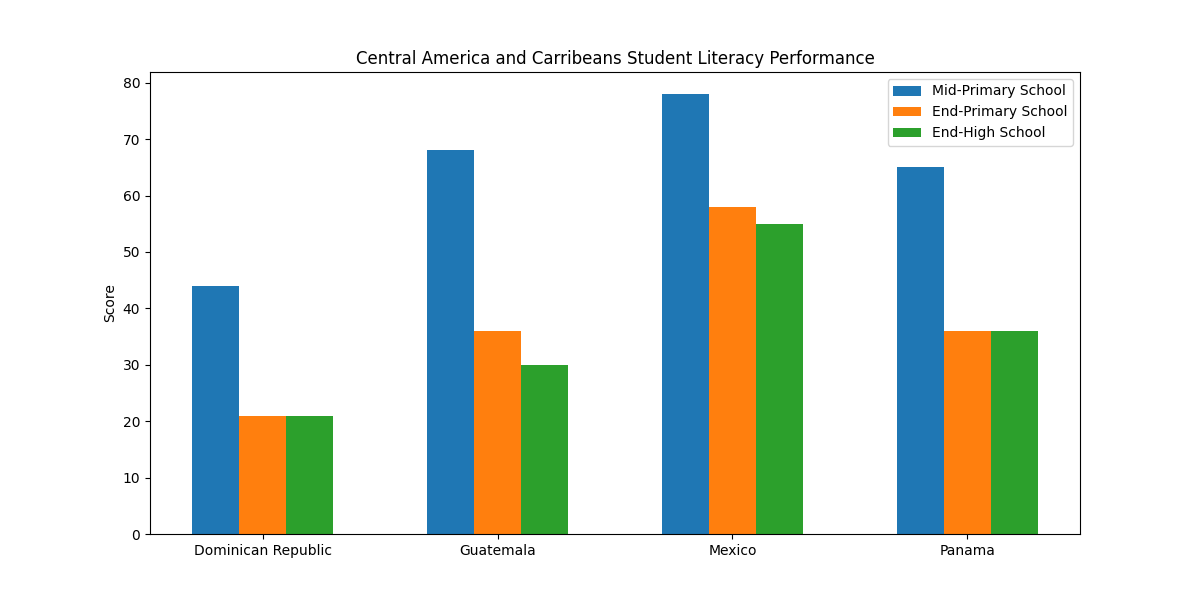 Central America and Carribeans Student Literacy Performance
Mid-Primary School
End-Primary School
End-High School
Score
80
70
60
50
40
30
20
10
0
Dominican Republic
Guatemala
Mexico
Panama